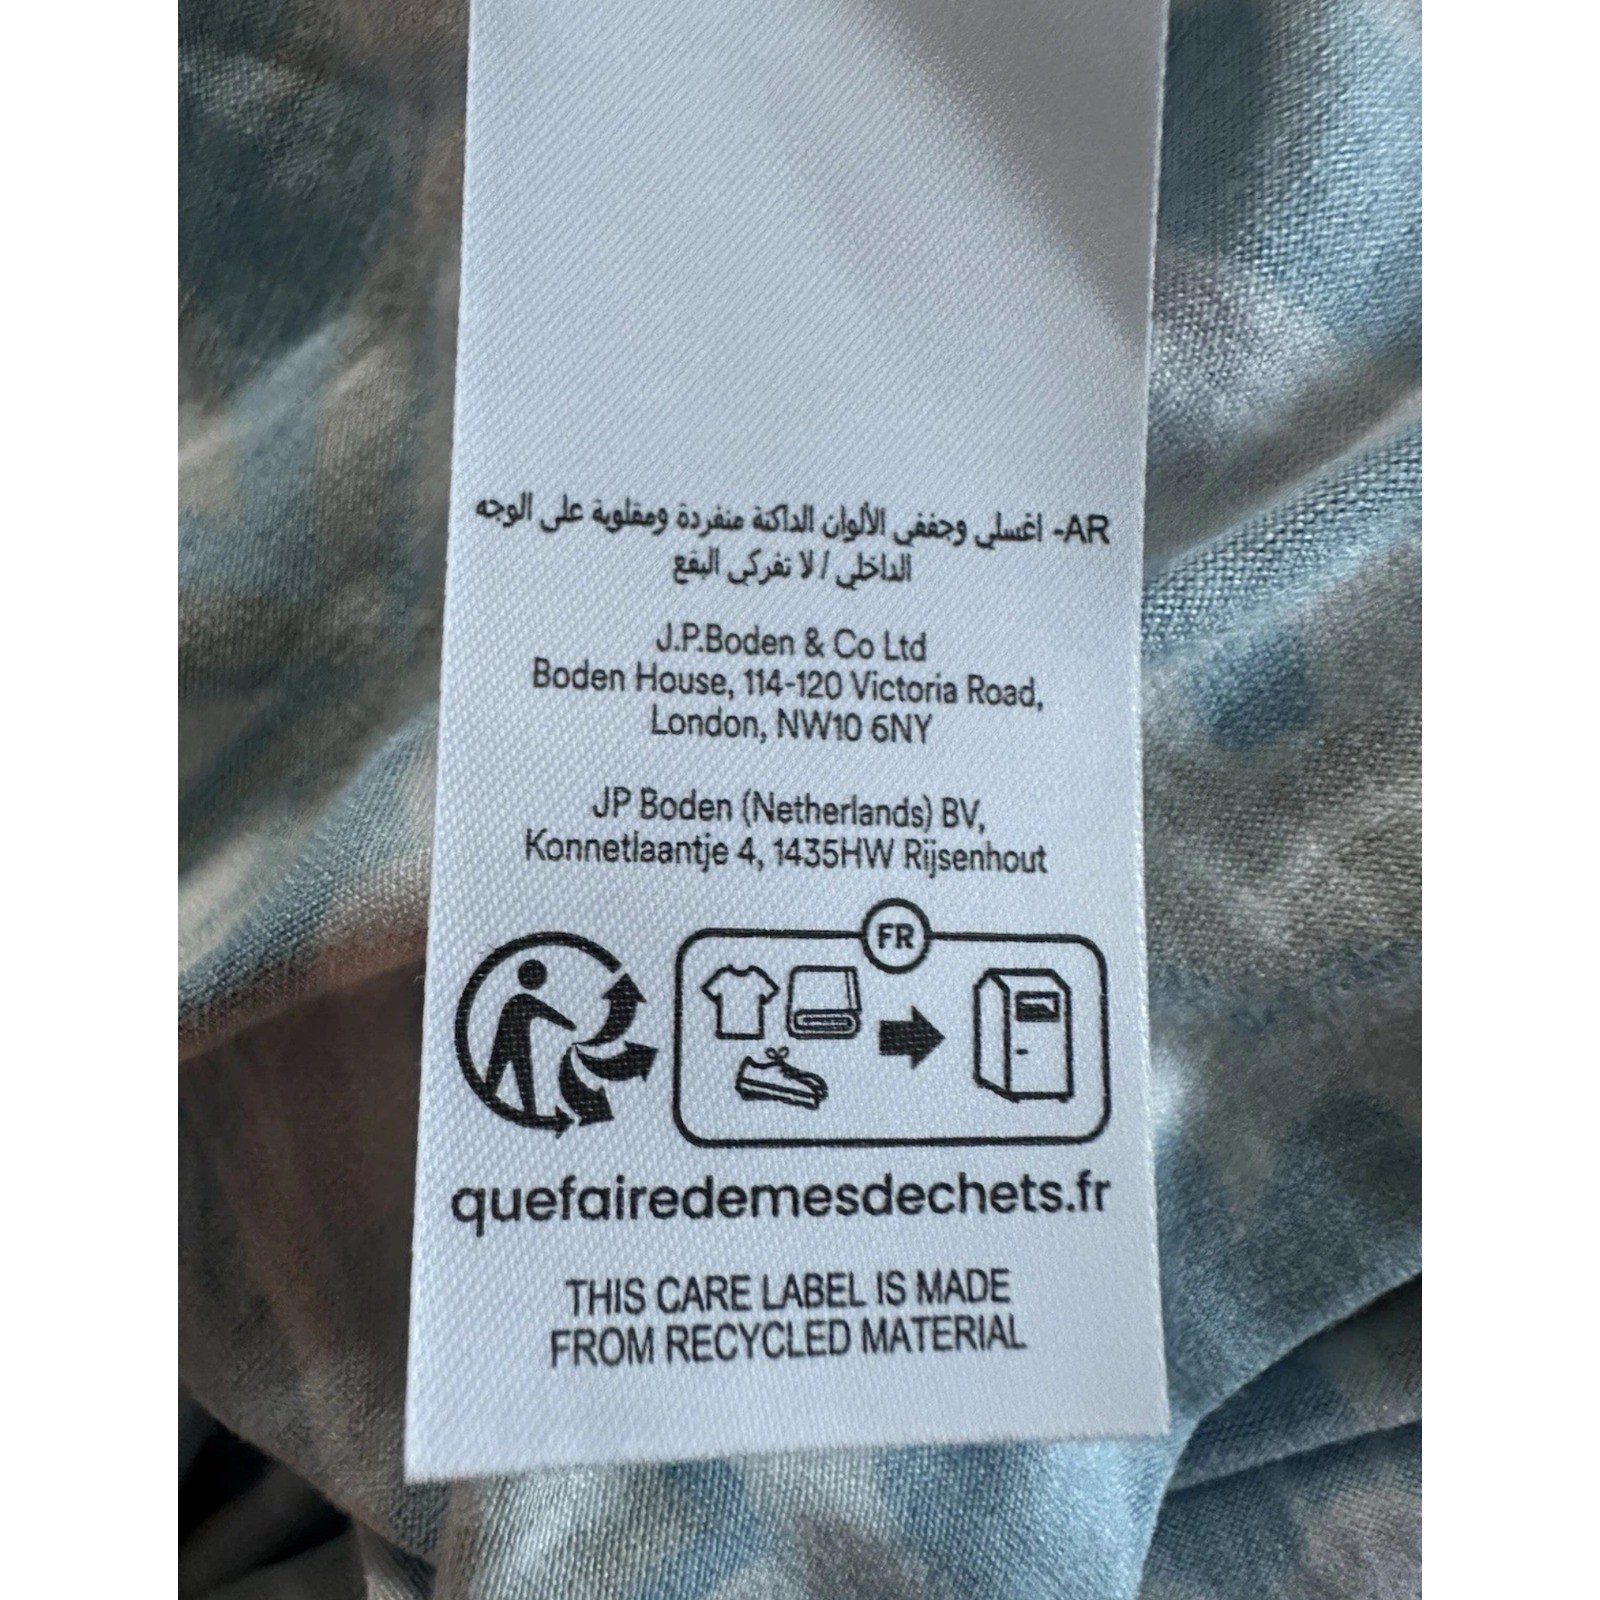 AR- اغسلي وجففي الألوان الداكنة منفردة ومقلوبة على الوجه
الداخلي / لا تفركي البقع
J.P.Boden & Co Ltd
Boden House, 114-120 Victoria Road,
London, NW10 6NY
JP Boden (Netherlands) BV,
Konnetlaantje 4, 1435HW Rijsenhout
FR
quefairedemesdechets.fr
THIS CARE LABEL IS MADE
FROM RECYCLED MATERIAL